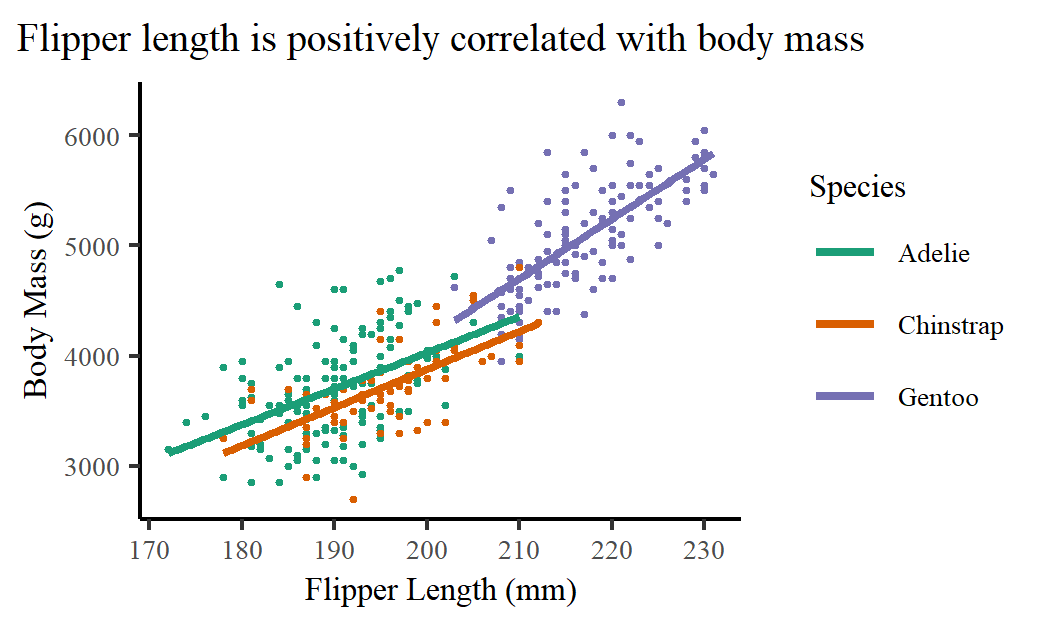 Flipper length is positively correlated with body mass
Body Mass (g)
6000
5000
4000
3000
170 180 190 200 210 220 230
Flipper Length (mm)
Species
Adelie
Chinstrap
Gentoo